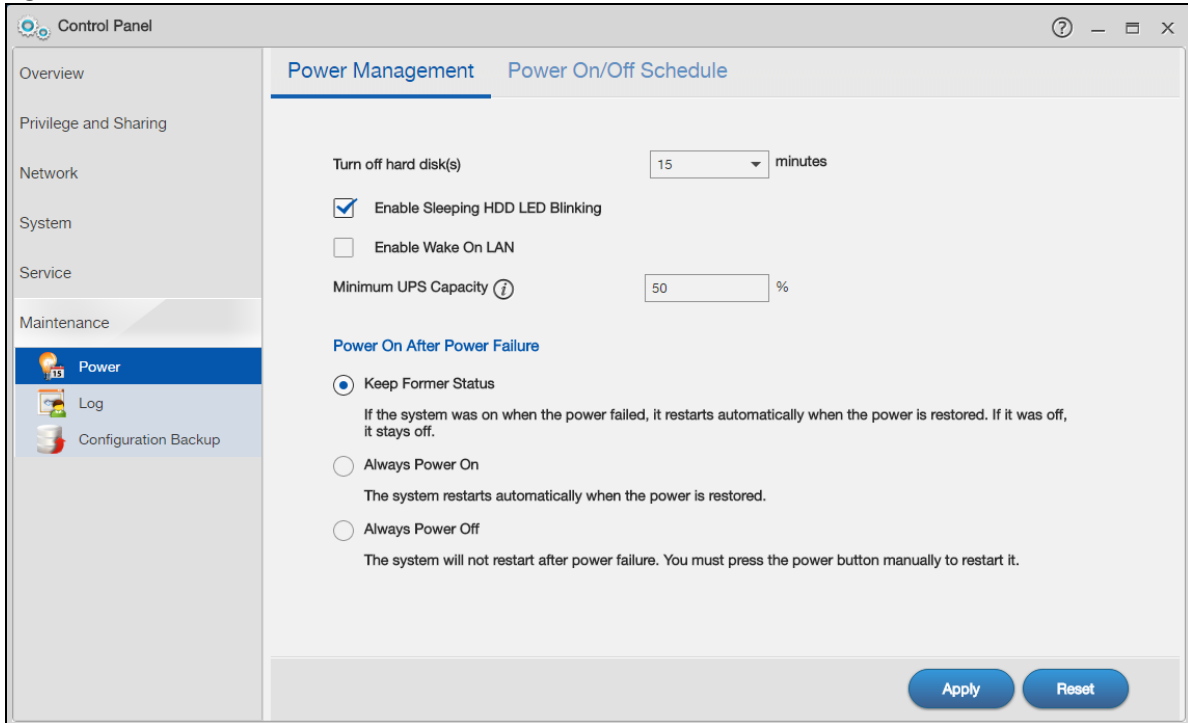 Control Panel
Overview
Privilege and Sharing
Network
System
Service
Maintenance
15
Power
Log
Configuration Backup
Power Management
Power On/Off Schedule
Turn off hard disk(s)
15
minutes
Enable Sleeping HDD LED Blinking
Enable Wake On LAN
Minimum UPS Capacity i
50
%
Power On After Power Failure
Keep Former Status
If the system was on when the power failed, it restarts automatically when the power is restored. If it was off,
it stays off.
Always Power On
The system restarts automatically when the power is restored.
Always Power Off
The system will not restart after power failure. You must press the power button manually to restart it.
Apply
Reset